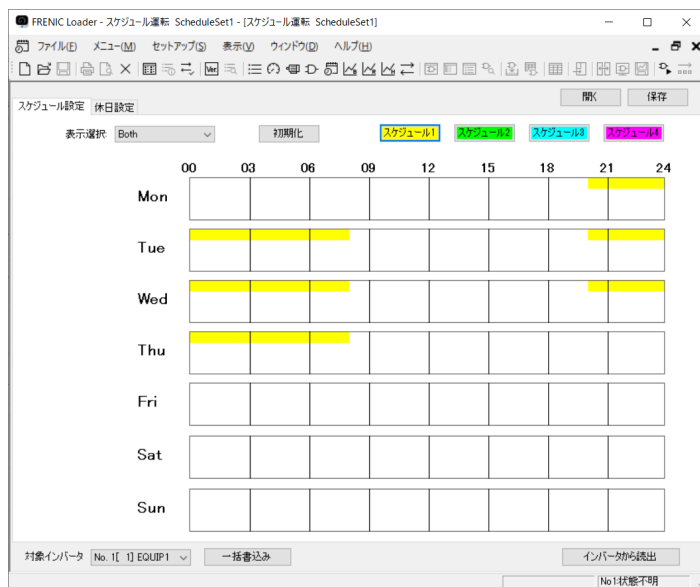 FRENIC Loader - スケジュール運転 ScheduleSet1 - [スケジュール運転 ScheduleSet1]
ファイル(F) メニュー(M) セットアップ(S) 表示(V) ウィンドウ(D) ヘルプ(H)
Ver.
開く 保存
スケジュール設定 休日設定
表示選択: Both 初期化 スケジュール1 スケジュール2 スケジュール3 スケジュール4
00 03 06 09 12 15 18 21 24
Mon
Tue
Wed
Thu
Fri
Sat
Sun
対象インバータ No. 1[ 1] EQUIP1 一括書込み インバータから読出
No1:状態不明